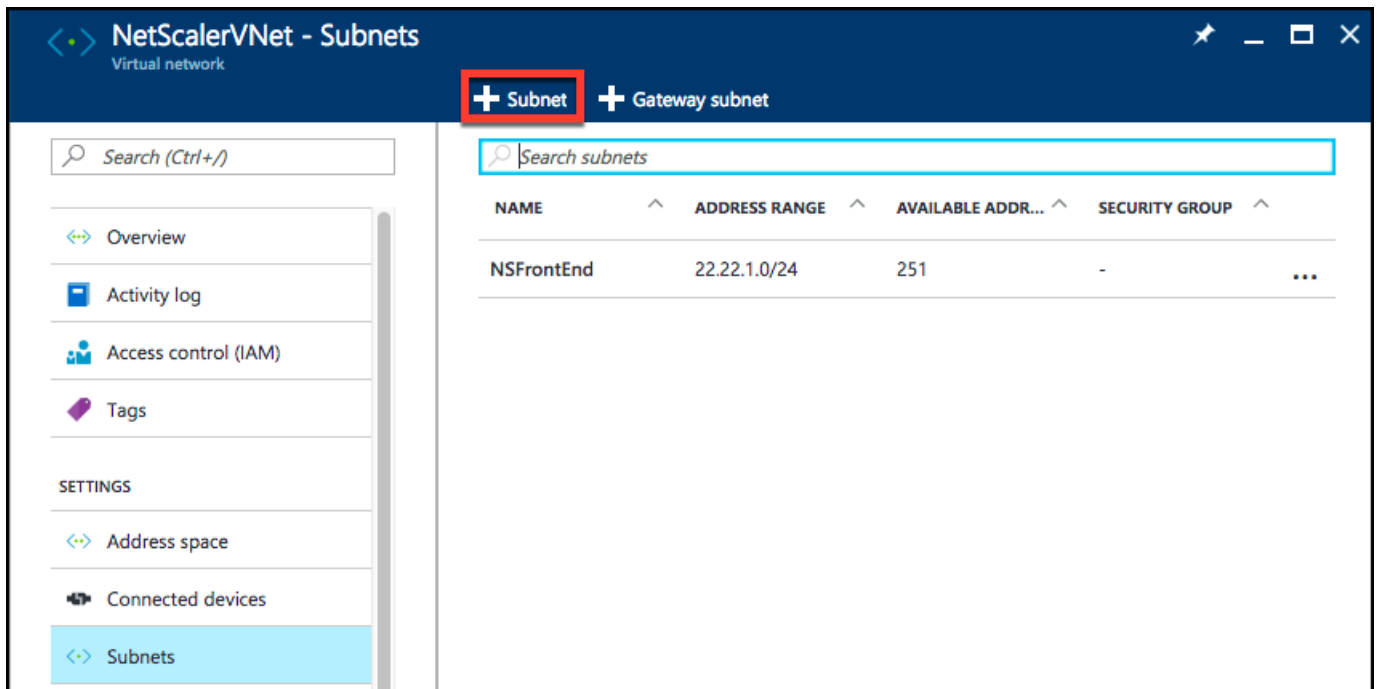 NetScalerVNet - Subnets
Virtual network
Subnet
Gateway subnet
Search (Ctrl+/)
Overview
Activity log
Access control (IAM)
Tags
SETTINGS
Address space
Connected devices
Subnets
Search subnets
NAME ADDRESS RANGE AVAILABLE ADDR... SECURITY GROUP
NSFrontEnd 22.22.1.0/24 251 - ...